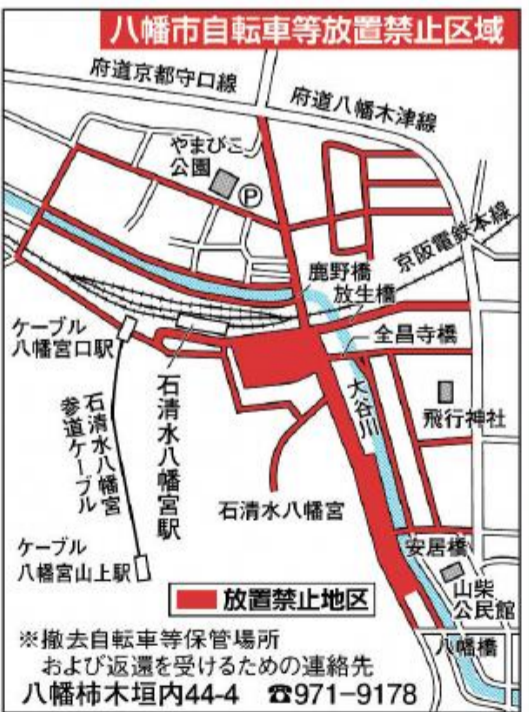 八幡市自転車等放置禁止区域
府道京都守口線
府道八幡木津線
やまびこ
公園
P
京阪電鉄本線
鹿野橋
放生橋
全昌寺橋
ケーブル
八幡宮口駅
石清水八幡宮駅
石清水八幡宮
参道ケーブル
大谷川
飛行神社
石清水八幡宮
安居橋
ケーブル
八幡宮山上駅
山柴
公民館
放置禁止地区
八幡橋
※撤去自転車等保管場所
および返還を受けるための連絡先
八幡柿木垣内44-4 ☎971-9178